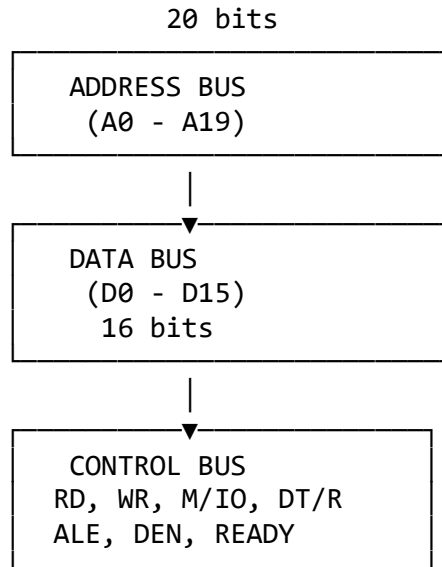 20 bits
ADDRESS BUS
(A0 - A19)
DATA BUS
(D0 - D15)
16 bits
CONTROL BUS
RD, WR, M/IO, DT/R
ALE, DEN, READY